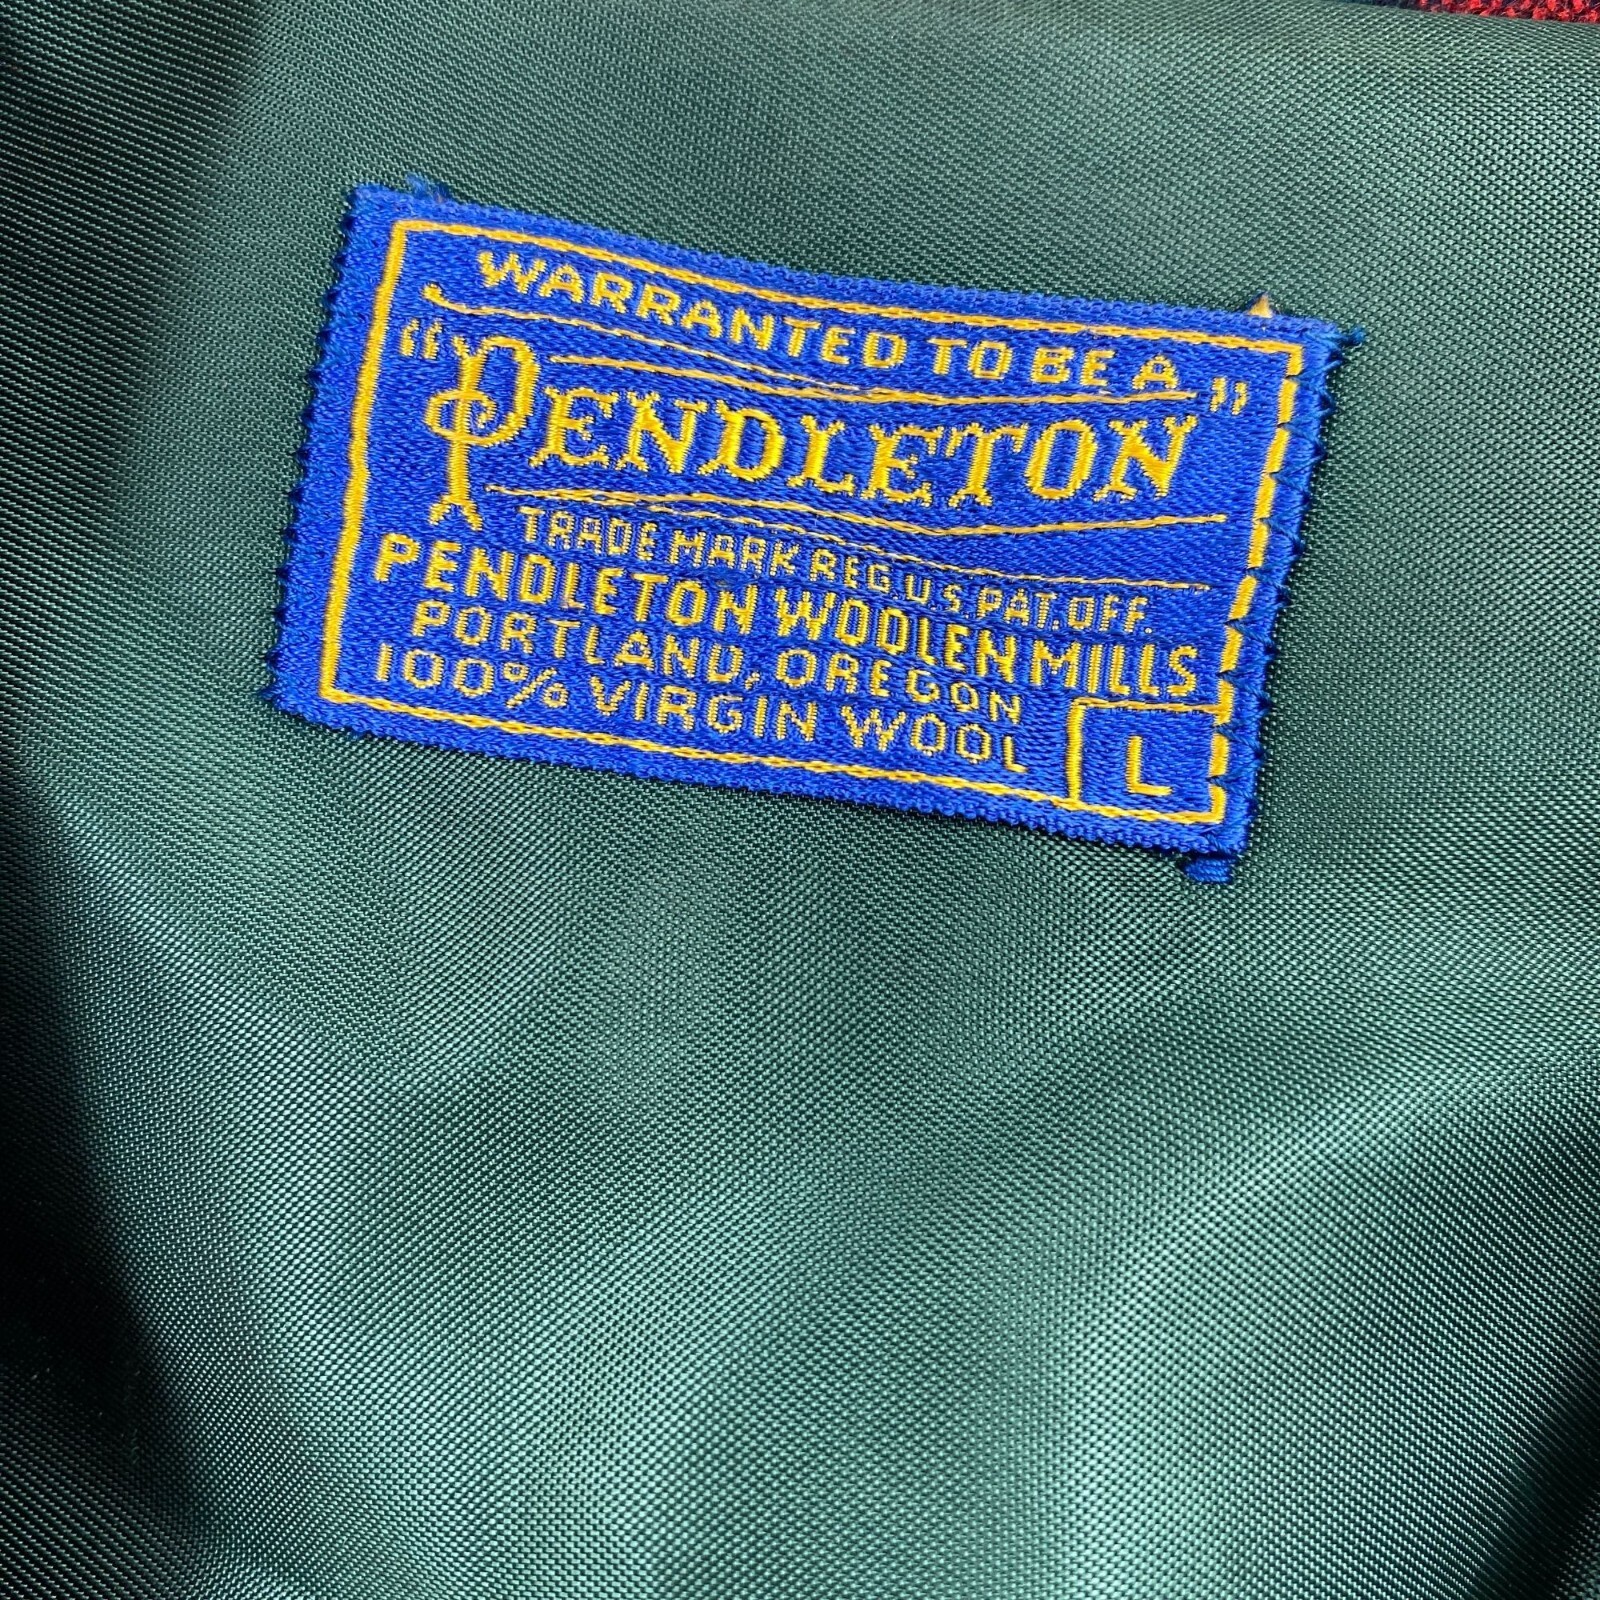 WARRANTED TO BE A
"PENDLETON"
TRADE MARK REG. U.S. PAT. OFF.
PENDLETON WOOLEN MILLS
PORTLAND, OREGON
100% VIRGIN WOOL
L